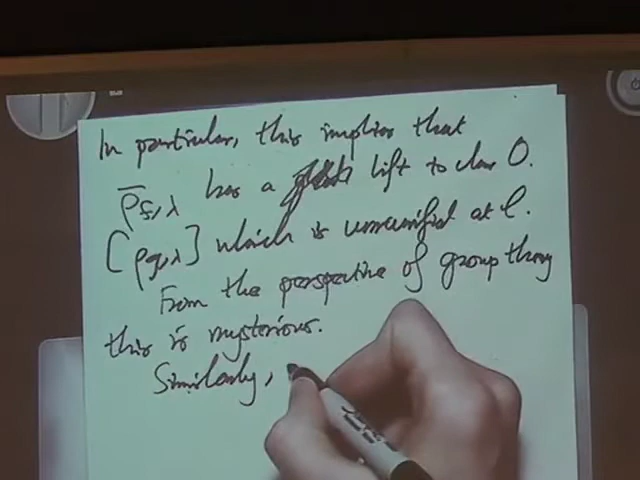 In particular, this implies that
ρ̄_{f,λ} has a lift to char 0.
[ρ_{g,λ}] which is unramified at ℓ.
From the perspective of group theory
this is mysterious.
Similarly,